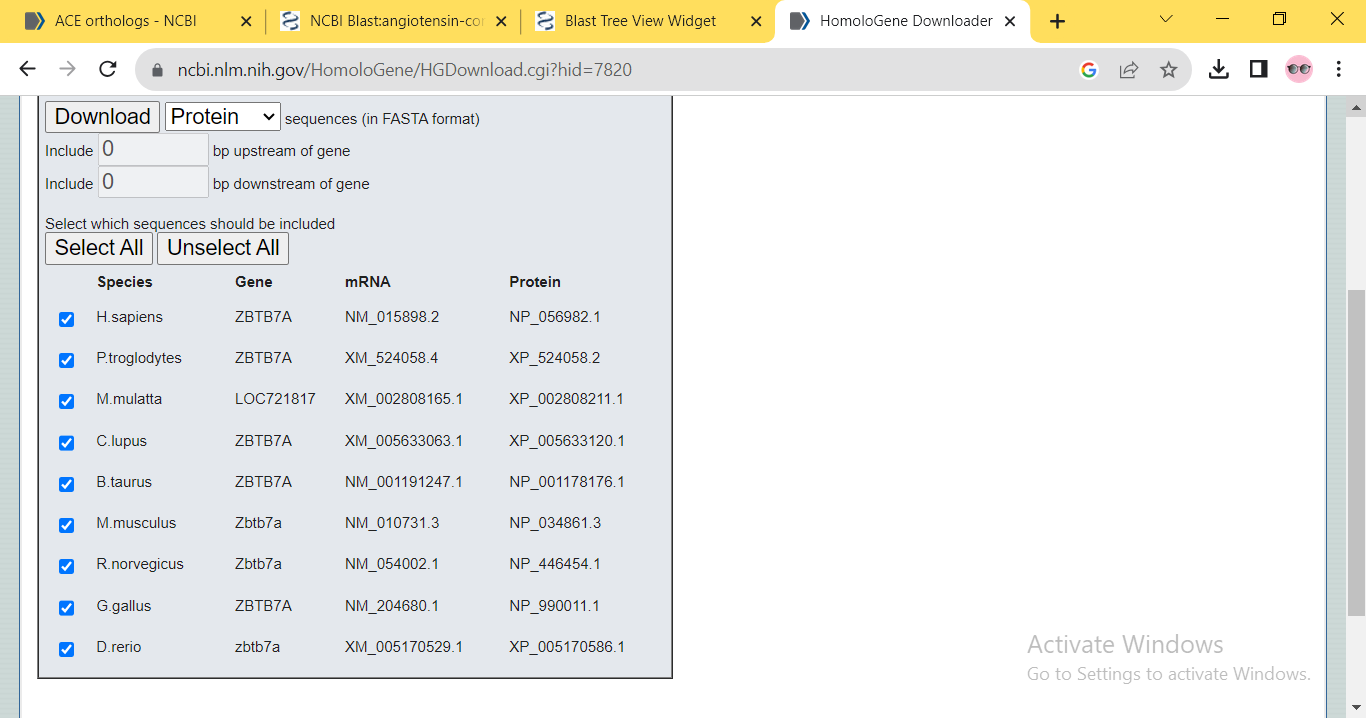 ACE orthologs - NCBI
NCBI Blast:angiotensin-co
Blast Tree View Widget
HomoloGene Downloader
ncbi.nlm.nih.gov/HomoloGene/HGDownload.cgi?hid=7820
Download Protein sequences (in FASTA format)
Include 0 bp upstream of gene
Include 0 bp downstream of gene
Select which sequences should be included
Select All Unselect All
Species Gene mRNA Protein
H.sapiens ZBTB7A NM_015898.2 NP_056982.1
P.troglodytes ZBTB7A XM_524058.4 XP_524058.2
M.mulatta LOC721817 XM_002808165.1 XP_002808211.1
C.lupus ZBTB7A XM_005633063.1 XP_005633120.1
B.taurus ZBTB7A NM_001191247.1 NP_001178176.1
M.musculus Zbtb7a NM_010731.3 NP_034861.3
R.norvegicus Zbtb7a NM_054002.1 NP_446454.1
G.gallus ZBTB7A NM_204680.1 NP_990011.1
D.rerio zbtb7a XM_005170529.1 XP_005170586.1
Activate Windows
Go to Settings to activate Windows.